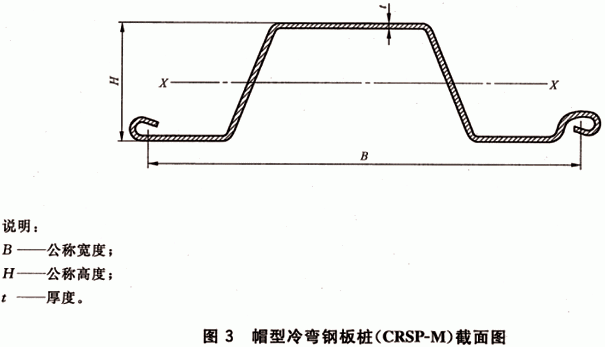 t
H
X
X
B
说明：
B ——公称宽度；
H——公称高度；
t ——厚度。
图 3 帽型冷弯钢板桩(CRSP-M)截面图